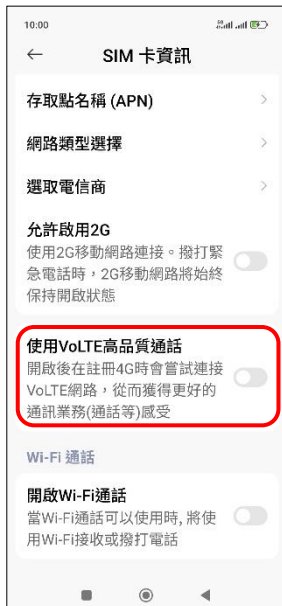 10:00
SIM 卡資訊
存取點名稱 (APN)
網路類型選擇
選取電信商
允許啟用2G
使用2G移動網路連接。撥打緊
急電話時，2G移動網路將始終
保持開啟狀態
使用VoLTE高品質通話
開啟後在註冊4G時會嘗試連接
VoLTE網路，從而獲得更好的
通訊業務(通話等)感受
Wi-Fi 通話
開啟Wi-Fi通話
當Wi-Fi通話可以使用時, 將使
用Wi-Fi接收或撥打電話